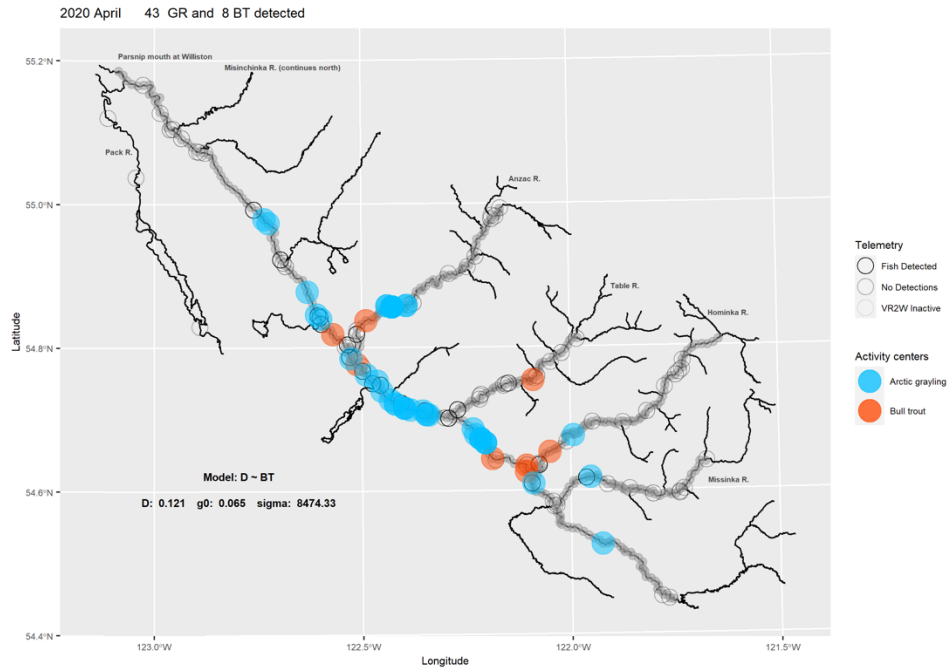 2020 April 43 GR and 8 BT detected
Parsnip mouth at Williston
Misinchinka R. (continues north)
Pack R.
Anzac R.
Table R.
Hominka R.
Missinka R.
Model: D ~ BT
D: 0.121 g0: 0.065 sigma: 8474.33
55.2°N
55.0°N
54.8°N
54.6°N
54.4°N
Latitude
123.0°W 122.5°W 122.0°W 121.5°W
Longitude
Telemetry
Fish Detected
No Detections
VR2W Inactive
Activity centers
Arctic grayling
Bull trout